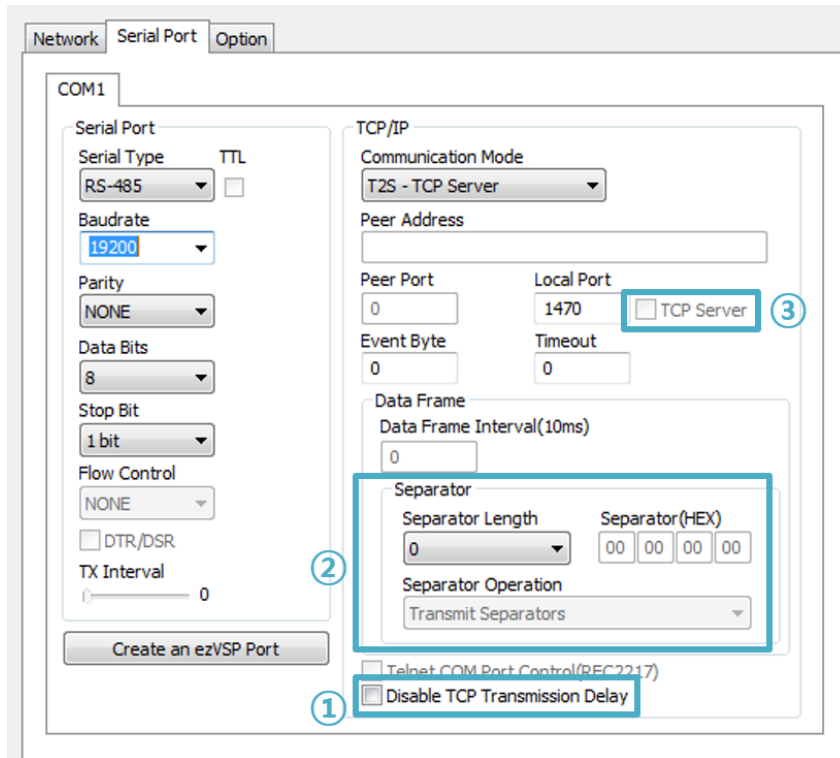 Network Serial Port Option
COM1
Serial Port
Serial Type TTL
RS-485
Baudrate
19200
Parity
NONE
Data Bits
8
Stop Bit
1 bit
Flow Control
NONE
DTR/DSR
TX Interval
0
Create an ezVSP Port
TCP/IP
Communication Mode
T2S - TCP Server
Peer Address
Peer Port Local Port
0 1470 TCP Server ③
Event Byte Timeout
0 0
Data Frame
Data Frame Interval(10ms)
0
Separator
Separator Length Separator(HEX)
0 00 00 00 00
②
Separator Operation
Transmit Separators
Telnet COM Port Control(RFC2217)
① Disable TCP Transmission Delay